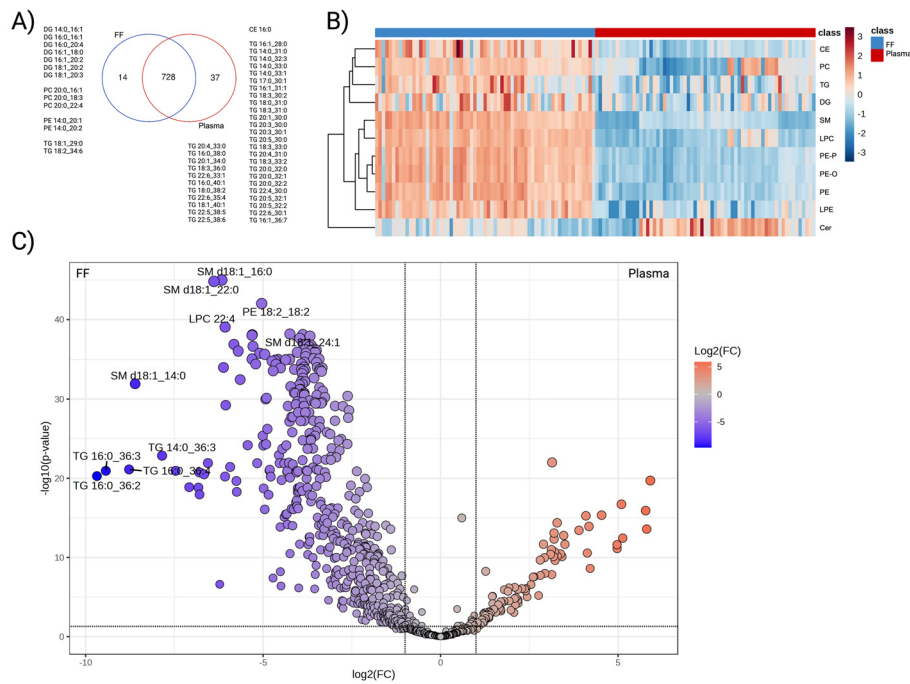 A)
DG 14:0_16:1
DG 16:0_16:1
DG 16:0_20:4
DG 16:1_18:0
DG 16:1_20:2
DG 18:1_20:2
DG 18:1_20:3
PC 20:0_16:1
PC 20:0_18:3
PC 20:0_22:4
PE 14:0_20:1
PE 14:0_20:2
TG 18:1_29:0
TG 18:2_34:6
FF
14
728
37
Plasma
TG 20:4_33:0
TG 16:0_38:0
TG 20:1_34:0
TG 18:3_36:0
TG 22:6_33:1
TG 16:0_40:1
TG 18:0_38:2
TG 22:6_35:4
TG 18:1_40:1
TG 22:5_38:5
TG 22:5_38:6
CE 16:0
TG 16:1_28:0
TG 14:0_31:0
TG 14:0_32:3
TG 14:0_33:0
TG 14:0_33:1
TG 17:0_30:1
TG 16:1_31:1
TG 18:3_30:2
TG 18:0_31:0
TG 18:3_31:0
TG 20:1_30:0
TG 20:3_30:0
TG 20:3_30:1
TG 20:5_30:0
TG 18:3_33:0
TG 20:4_31:0
TG 18:3_33:2
TG 20:0_32:0
TG 20:0_32:1
TG 20:0_32:2
TG 22:4_30:0
TG 20:5_32:1
TG 20:5_32:2
TG 22:6_30:1
TG 16:1_36:7
B)
class
CE
PC
TG
DG
SM
LPC
PE-P
PE-O
PE
LPE
Cer
3
2
1
0
-1
-2
-3
class
FF
Plasma
C)
FF
Plasma
SM d18:1_16:0
SM d18:1_22:0
PE 18:2_18:2
LPC 22:4
SM d18:1_24:1
SM d18:1_14:0
TG 14:0_36:3
TG 16:0_36:3
TG 16:0_36:4
TG 16:0_36:2
-log10(p-value)
40
30
20
10
0
-10
-5
0
5
log2(FC)
Log2(FC)
5
0
-5